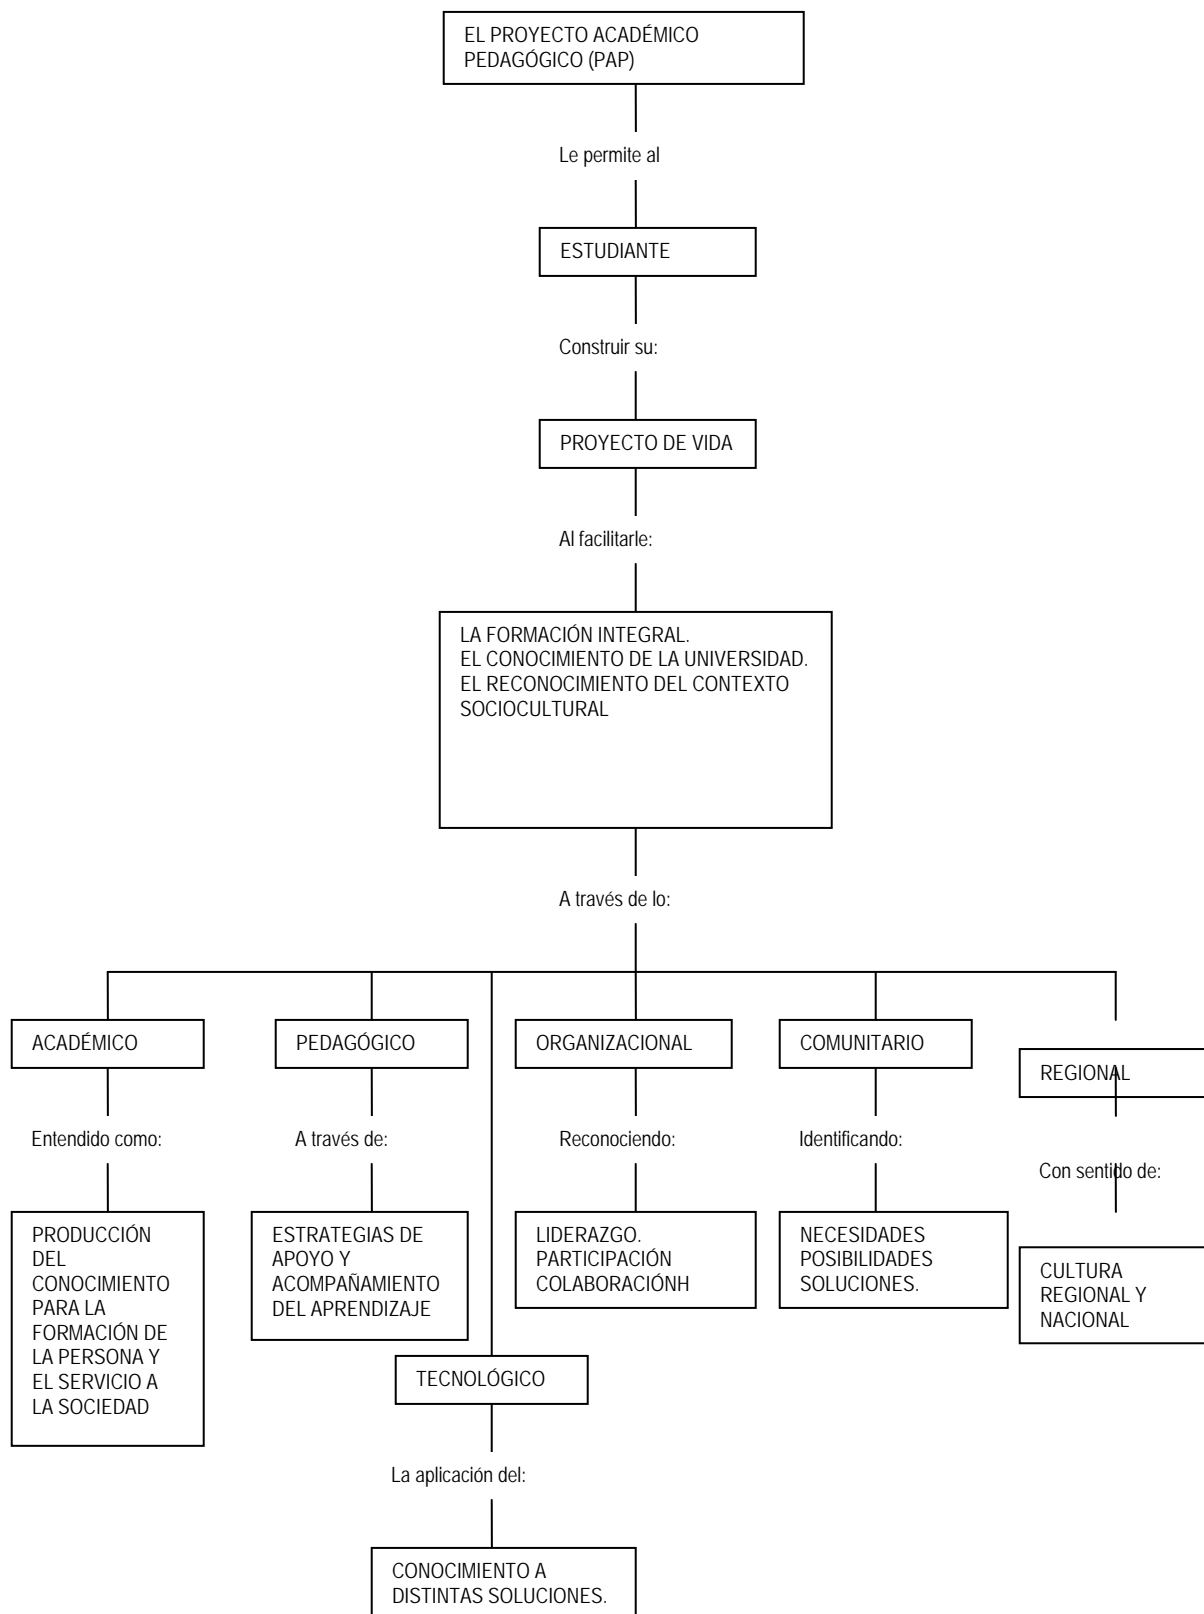 EL PROYECTO ACADÉMICO
PEDAGÓGICO (PAP)
Le permite al
ESTUDIANTE
Construir su:
PROYECTO DE VIDA
Al facilitarle:
LA FORMACIÓN INTEGRAL.
EL CONOCIMIENTO DE LA UNIVERSIDAD.
EL RECONOCIMIENTO DEL CONTEXTO
SOCIOCULTURAL
A través de lo:
ACADÉMICO
Entendido como:
PRODUCCIÓN
DEL
CONOCIMIENTO
PARA LA
FORMACIÓN DE
LA PERSONA Y
EL SERVICIO A
LA SOCIEDAD
PEDAGÓGICO
A través de:
ESTRATEGIAS DE
APOYO Y
ACOMPAÑAMIENTO
DEL APRENDIZAJE
TECNOLÓGICO
La aplicación del:
CONOCIMIENTO A
DISTINTAS SOLUCIONES.
ORGANIZACIONAL
Reconociendo:
LIDERAZGO.
PARTICIPACIÓN
COLABORACIÓNH
COMUNITARIO
Identificando:
NECESIDADES
POSIBILIDADES
SOLUCIONES.
REGIONAL
Con sentido de:
CULTURA
REGIONAL Y
NACIONAL